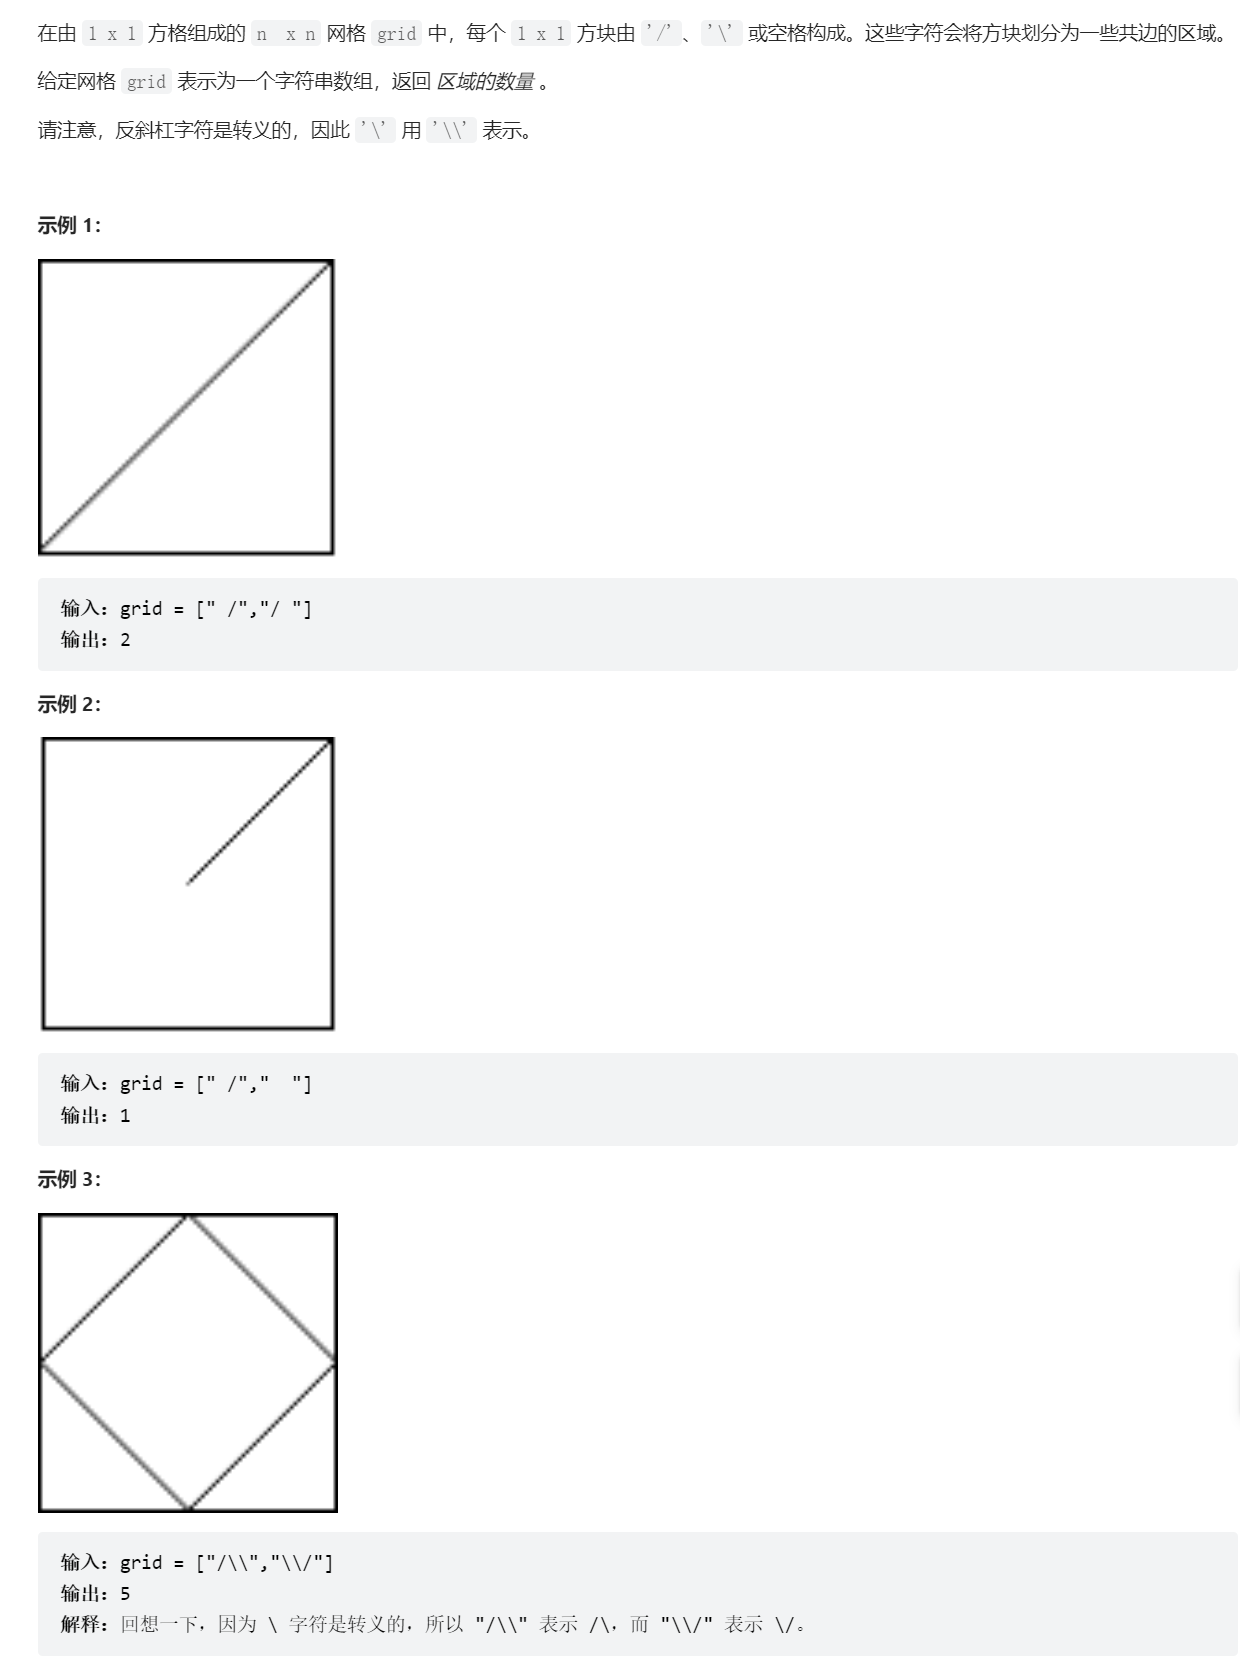 在由 1 x 1 方格组成的 n  x n 网格 grid 中，每个 1 x 1 方块由 '/'、'\' 或空格构成。这些字符会将方块划分为一些共边的区域。
给定网格 grid 表示为一个字符串数组，返回 区域的数量 。
请注意，反斜杠字符是转义的，因此 '\' 用 '\\' 表示。
示例 1：
输入：grid = [" /","/ "]
输出：2
示例 2：
输入：grid = [" /","  "]
输出：1
示例 3：
输入：grid = ["/\\","\\/"]
输出：5
解释：回想一下，因为 \ 字符是转义的，所以 "/\\" 表示 /\，而 "\\/" 表示 \/。